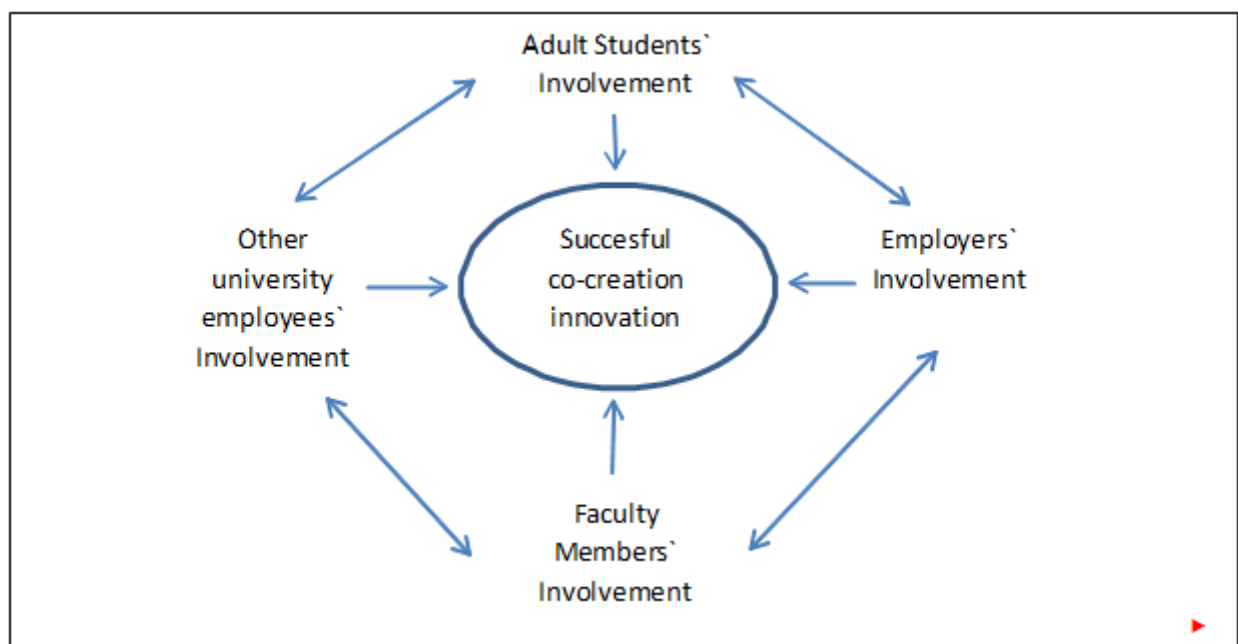 Adult Students`
Involvement
Other
university
employees`
Involvement
Succesful
co-creation
innovation
Employers`
Involvement
Faculty
Members`
Involvement